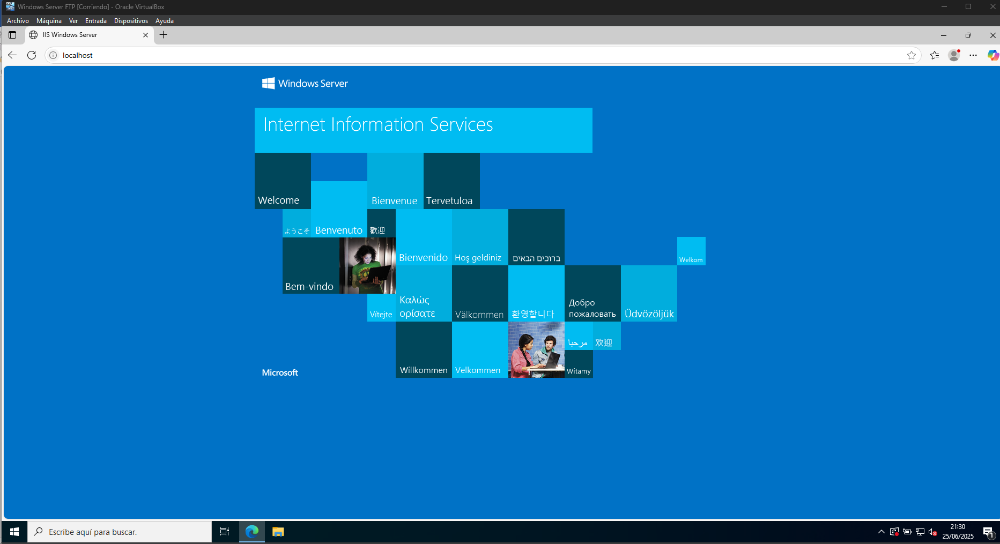 Windows Server FTP [Corriendo] - Oracle VirtualBox
Archivo Máquina Ver Entrada Dispositivos Ayuda
IIS Windows Server
localhost
Windows Server
Internet Information Services
Welcome
Bienvenue
Tervetuloa
ようこそ
Benvenuto
歡迎
Bienvenido
Hoş geldiniz
ברוכים הבאים
Welkom
Bem-vindo
Vítejte
Καλώς
ορίσατε
Välkommen
환영합니다
Добро
пожаловать
Üdvözöljük
مرحبا
欢迎
Microsoft
Willkommen
Velkommen
Witamy
Escribe aquí para buscar.
21:30
25/06/2025
1